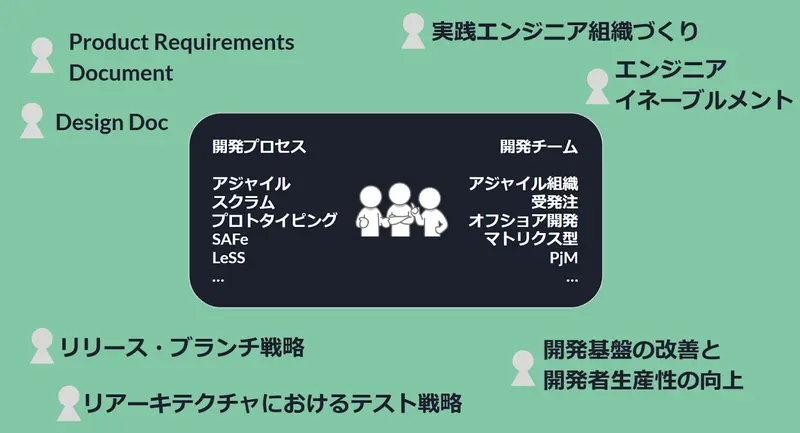 Product Requirements
Document
実践エンジニア組織づくり
エンジニア
イネーブルメント
Design Doc
開発プロセス
アジャイル
スクラム
プロトタイピング
SAFe
LeSS
...
開発チーム
アジャイル組織
受発注
オフショア開発
マトリクス型
PjM
...
リリース・ブランチ戦略
リアーキテクチャにおけるテスト戦略
開発基盤の改善と
開発者生産性の向上